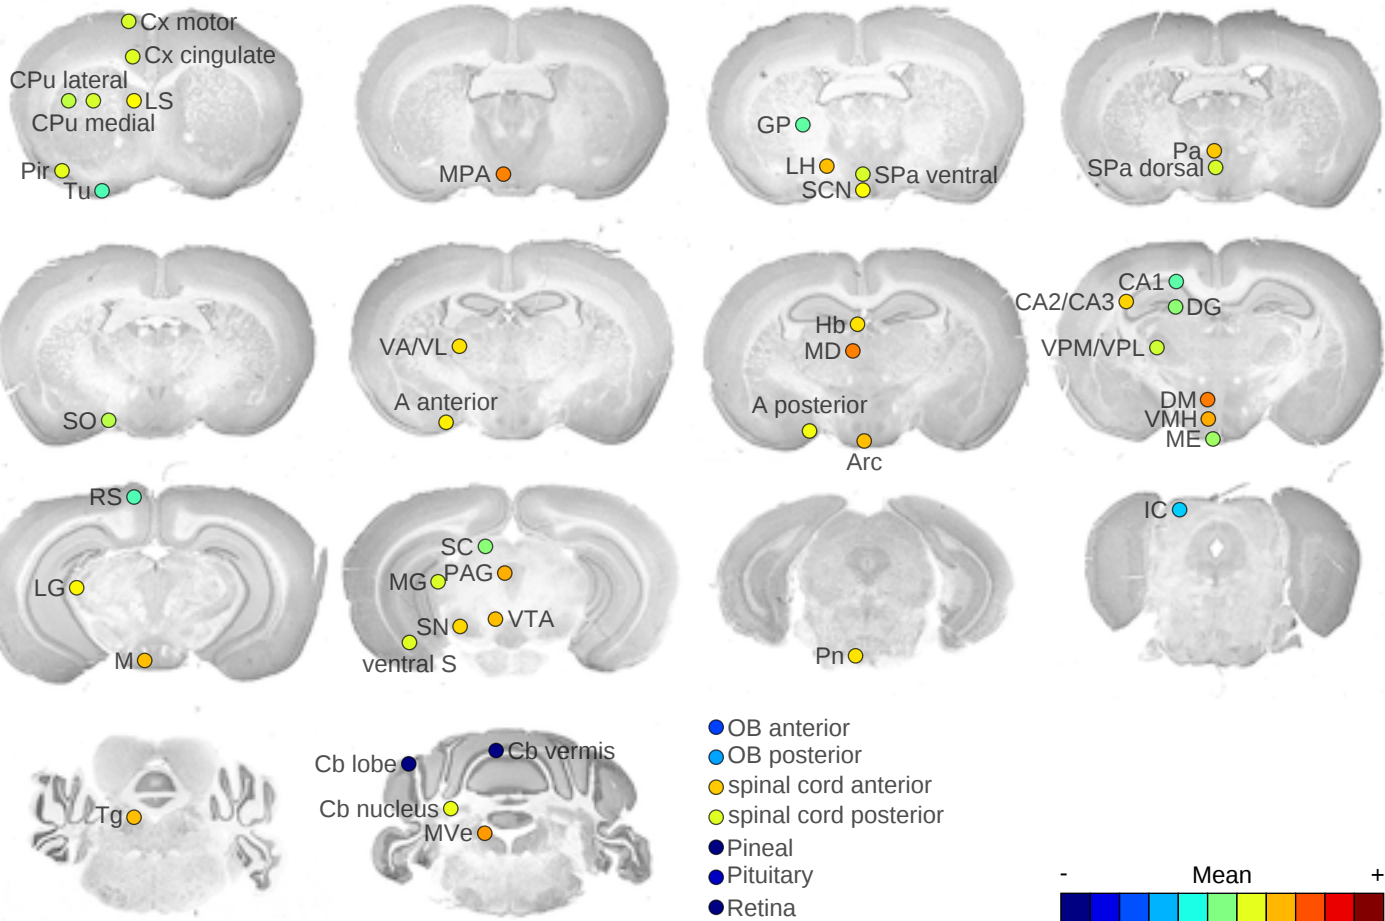 Cx motor
Cx cingulate
CPu lateral
LS
CPu medial
Pir
Tu
MPA
GP
LH
SPa ventral
SCN
Pa
SPa dorsal
SO
VA/VL
A anterior
Hb
MD
A posterior
Arc
CA1
CA2/CA3
DG
VPM/VPL
DM
VMH
ME
RS
LG
M
SC
MG
PAG
SN
VTA
ventral S
Pn
IC
Tg
Cb lobe
Cb vermis
Cb nucleus
MVe
OB anterior
OB posterior
spinal cord anterior
spinal cord posterior
Pineal
Pituitary
Retina
- Mean +